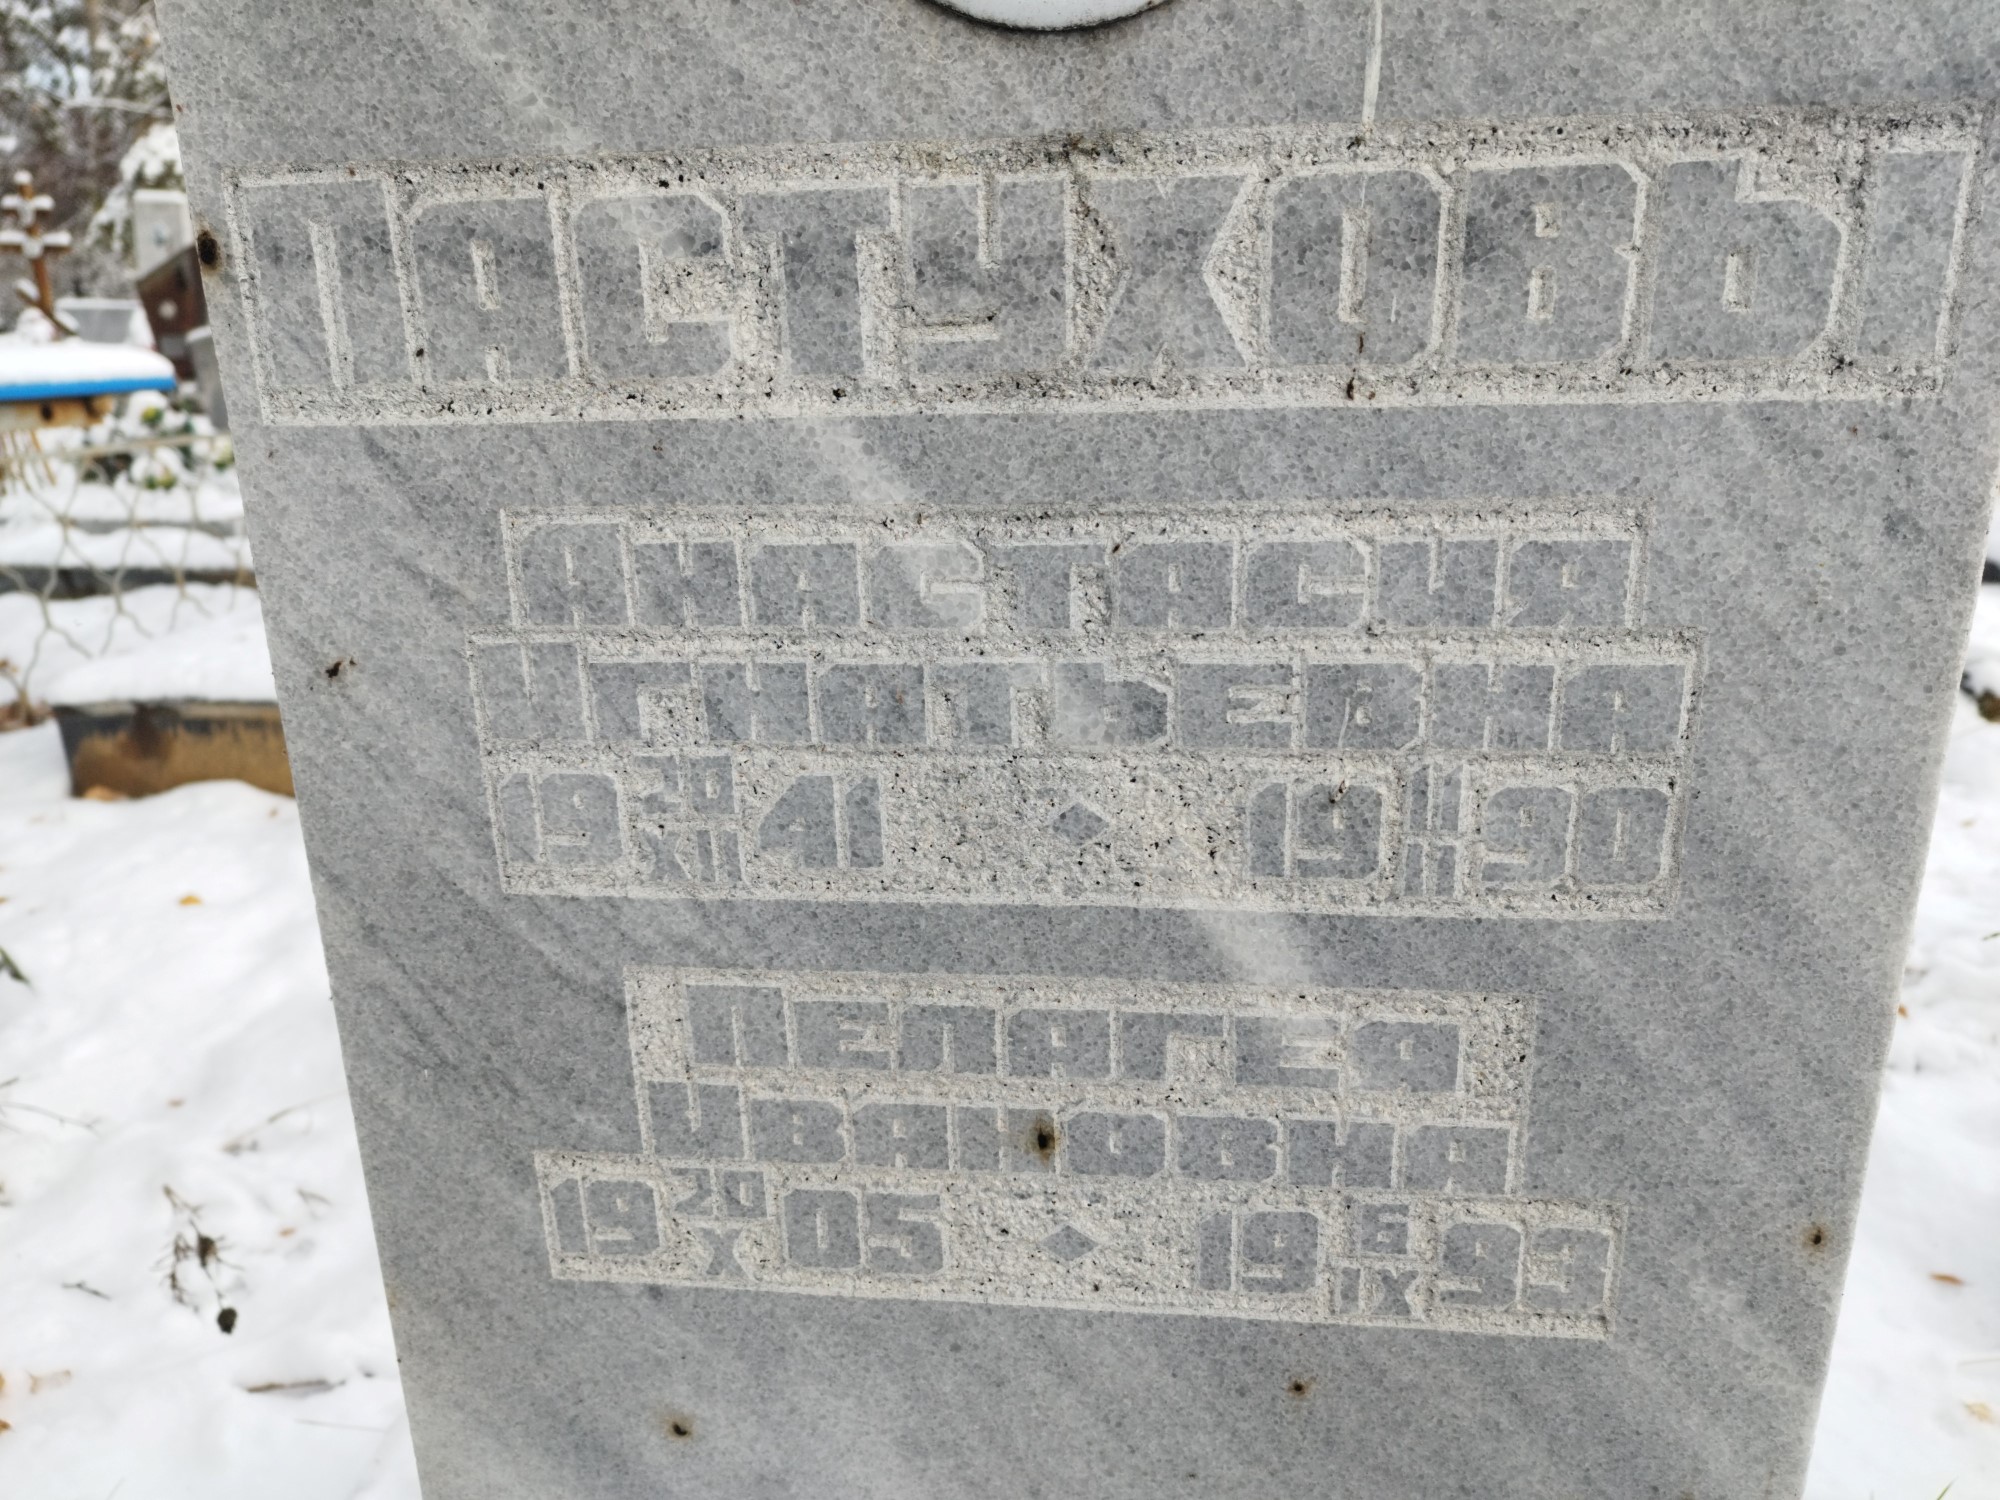 ПАСТУХОВЫ
АНАСТАСИЯ
ИГНАТЬЕВНА
19 20/XII 41 ◆ 19 11/II 90
ПЕЛАГЕЯ
ИВАНОВНА
19 20/X 05 ◆ 19 6/IX 93